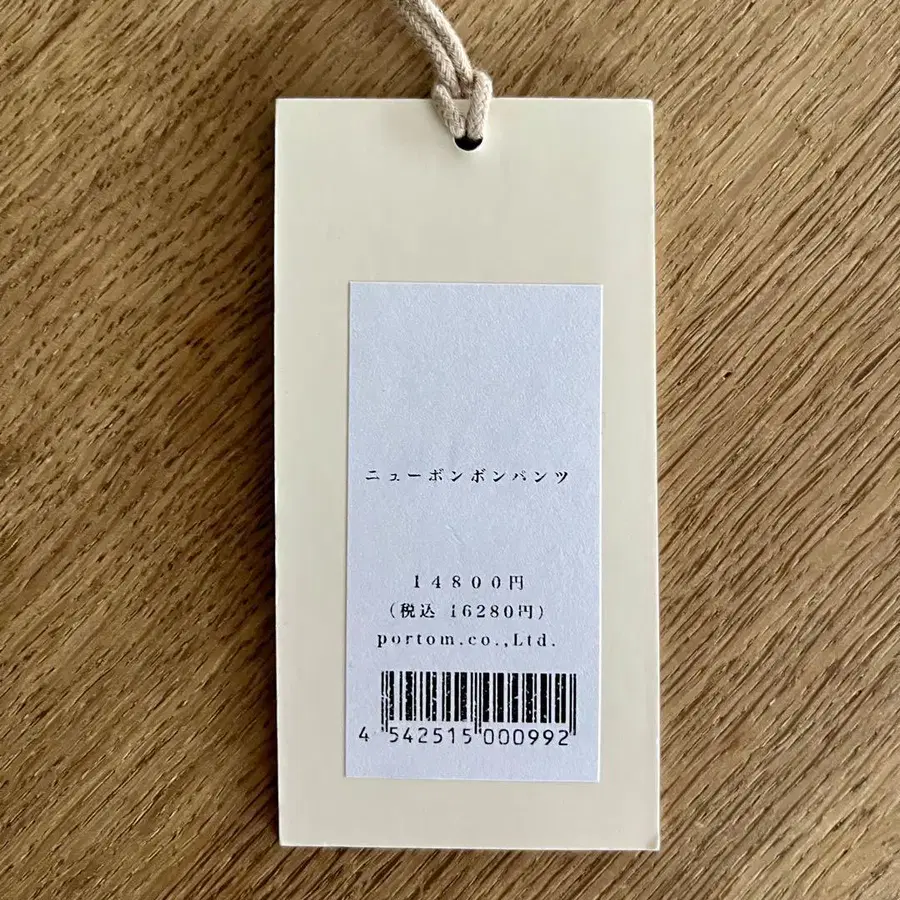 ニューボンボンパンツ
14800円
(税込 16280円)
portom.co.,Ltd.
4 542515 000992